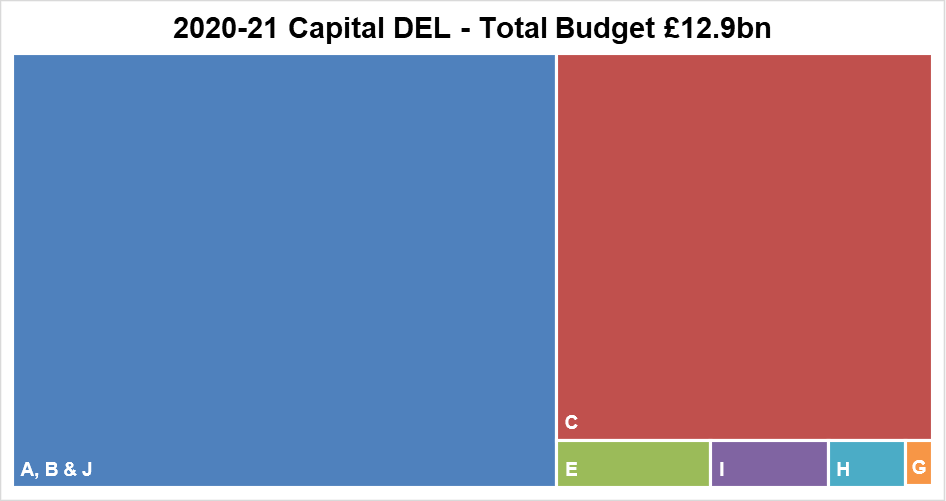 2020-21 Capital DEL - Total Budget £12.9bn
C
A, B & J
E
I
H
G